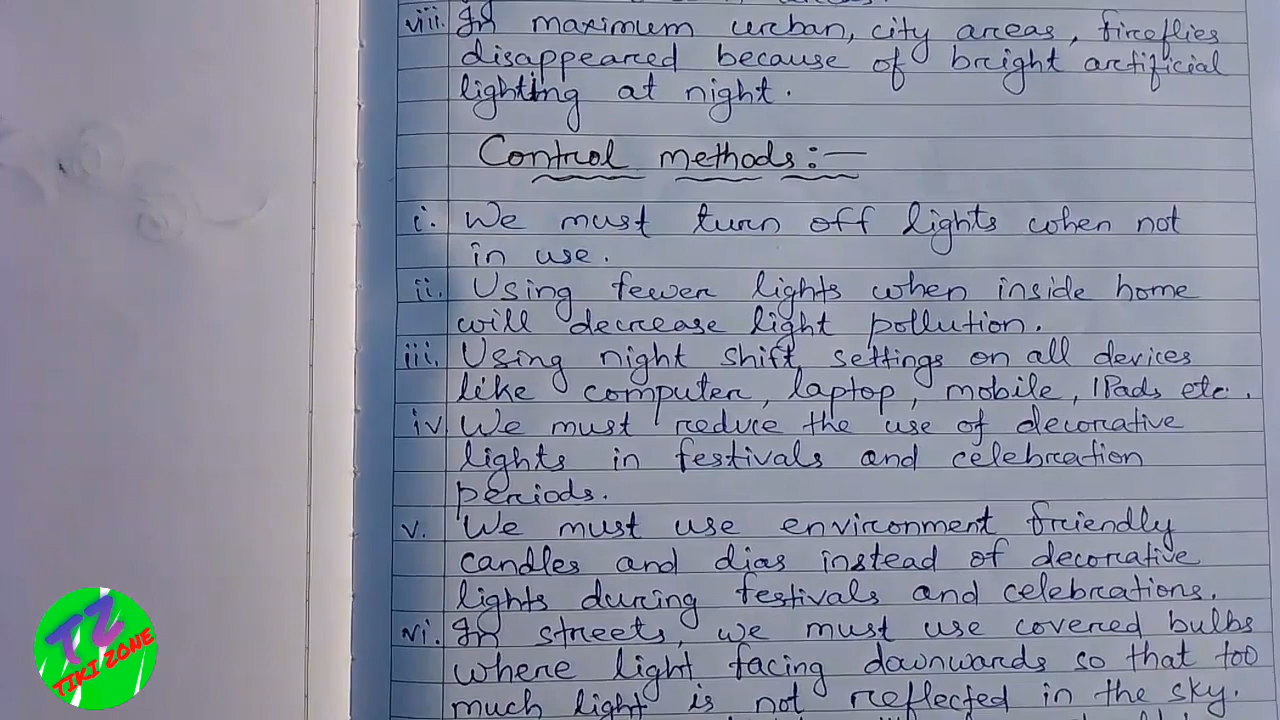 viii. In maximum urban, city areas, fireflies
disappeared because of bright artificial
lighting at night.
Control methods:—
i. We must turn off lights when not
in use.
ii. Using fewer lights when inside home
will decrease light pollution.
iii. Using night shift settings on all devices
like computer, laptop, mobile, IPads etc.
iv. We must reduce the use of decorative
lights in festivals and celebration
periods.
v. We must use environment friendly
candles and dias instead of decorative
lights during festivals and celebrations.
vi. In streets, we must use covered bulbs
where light facing downwards so that too
much light is not reflected in the sky.
TZ
TIKI ZONE